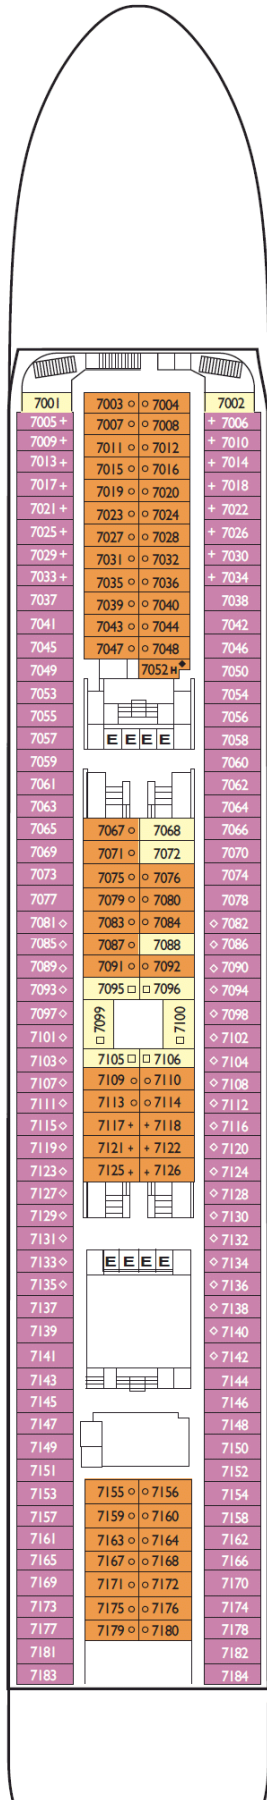 7001 7003 ○ ○ 7004 7002
7005 + 7007 ○ ○ 7008 + 7006
7009 + 7011 ○ ○ 7012 + 7010
7013 + 7015 ○ ○ 7016 + 7014
7017 + 7019 ○ ○ 7020 + 7018
7021 + 7023 ○ ○ 7024 + 7022
7025 + 7027 ○ ○ 7028 + 7026
7029 + 7031 ○ ○ 7032 + 7030
7033 + 7035 ○ ○ 7036 + 7034
7037 7039 ○ ○ 7040 7038
7041 7043 ○ ○ 7044 7042
7045 7047 ○ ○ 7048 7046
7049 7052 H ◆ 7050
7053 7054
7055 7056
7057 E E E E 7058
7059 7060
7061 7062
7063 7064
7065 7067 ○ 7068 7066
7069 7071 ○ 7072 7070
7073 7075 ○ ○ 7076 7074
7077 7079 ○ ○ 7080 7078
7081 ◇ 7083 ○ ○ 7084 ◇ 7082
7085 ◇ 7087 ○ 7088 ◇ 7086
7089 ◇ 7091 ○ ○ 7092 ◇ 7090
7093 ◇ 7095 □ □ 7096 ◇ 7094
7097 ◇ □ 7099 □ 7100 ◇ 7098
7101 ◇ ◇ 7102
7103 ◇ 7105 □ □ 7106 ◇ 7104
7107 ◇ 7109 ○ ○ 7110 ◇ 7108
7111 ◇ 7113 ○ ○ 7114 ◇ 7112
7115 ◇ 7117 + + 7118 ◇ 7116
7119 ◇ 7121 + + 7122 ◇ 7120
7123 ◇ 7125 + + 7126 ◇ 7124
7127 ◇ ◇ 7128
7129 ◇ ◇ 7130
7131 ◇ ◇ 7132
7133 ◇ E E E E ◇ 7134
7135 ◇ ◇ 7136
7137 ◇ 7138
7139 ◇ 7140
7141 ◇ 7142
7143 7144
7145 7146
7147 7148
7149 7150
7151 7152
7153 7155 ○ ○ 7156 7154
7157 7159 ○ ○ 7160 7158
7161 7163 ○ ○ 7164 7162
7165 7167 ○ ○ 7168 7166
7169 7171 ○ ○ 7172 7170
7173 7175 ○ ○ 7176 7174
7177 7179 ○ ○ 7180 7178
7181 7182
7183 7184